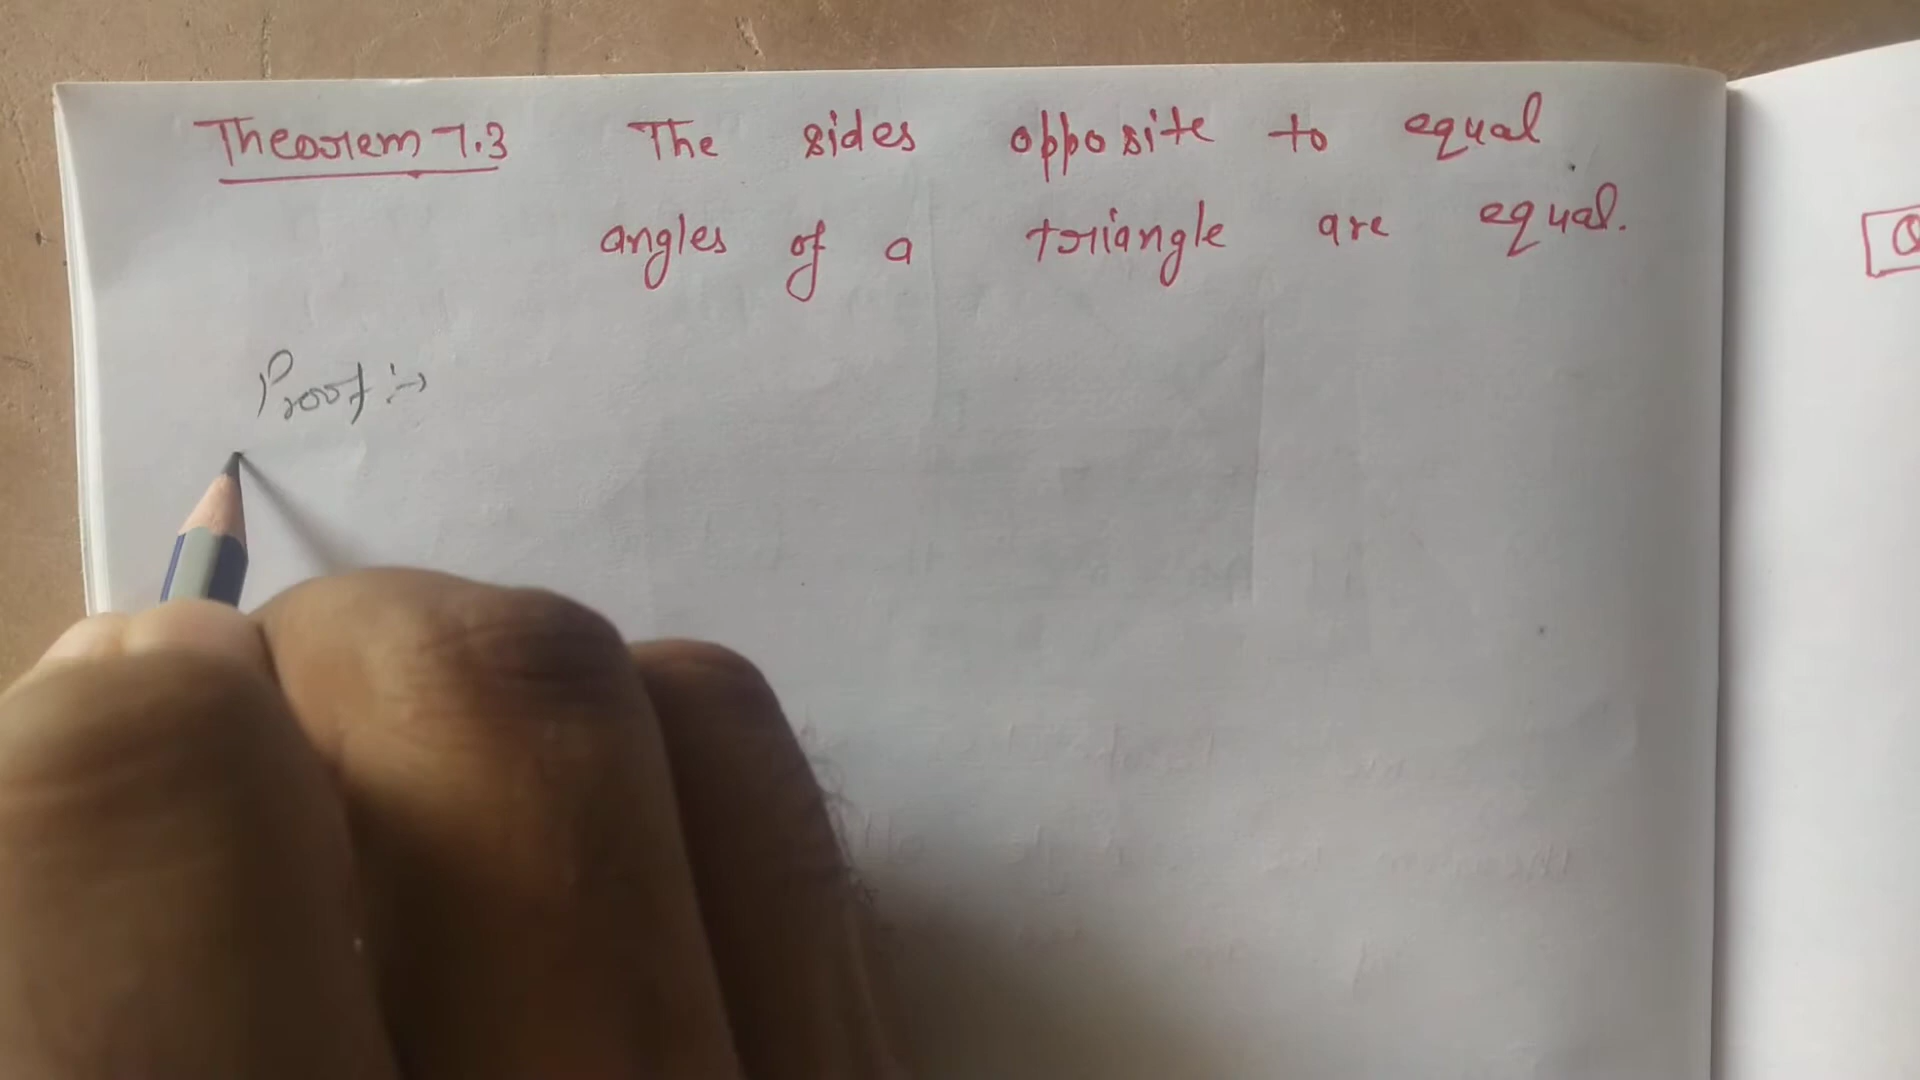 Theorem 7.3 The sides opposite to equal
angles of a triangle are equal.
Proof :->